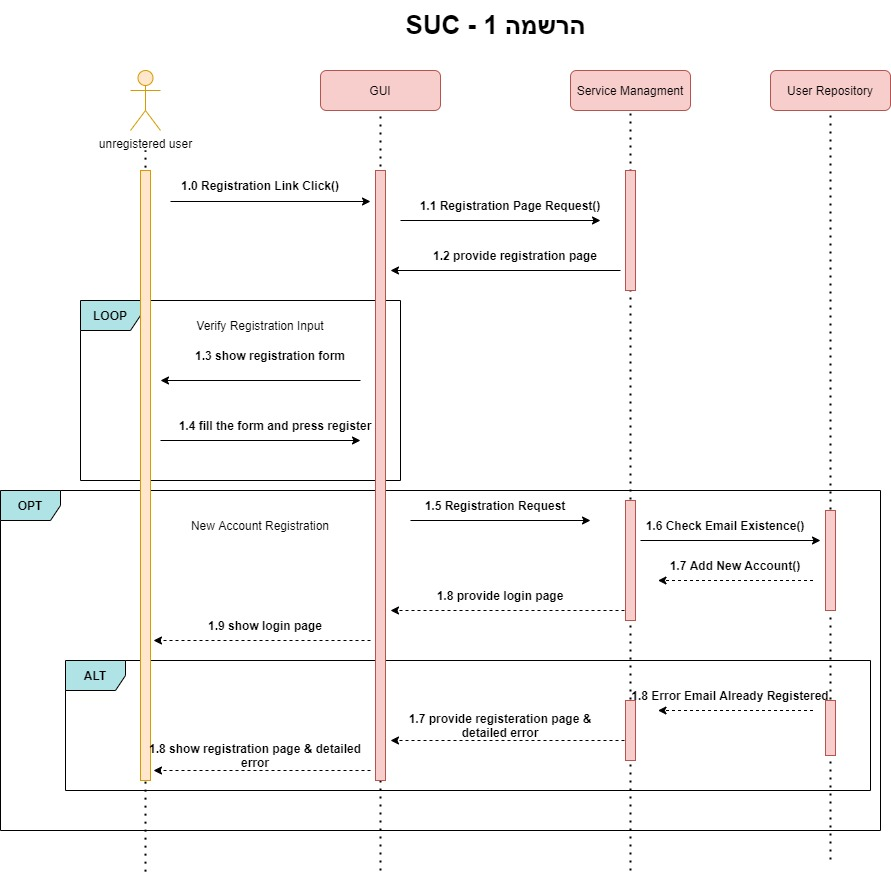 SUC - 1 הרשמה
unregistered user
GUI
Service Managment
User Repository
1.0 Registration Link Click()
1.1 Registration Page Request()
1.2 provide registration page
LOOP
Verify Registration Input
1.3 show registration form
1.4 fill the form and press register
OPT
New Account Registration
1.5 Registration Request
1.6 Check Email Existence()
1.7 Add New Account()
1.8 provide login page
1.9 show login page
ALT
1.8 Error Email Already Registered
1.7 provide registeration page &
detailed error
1.8 show registration page & detailed
error